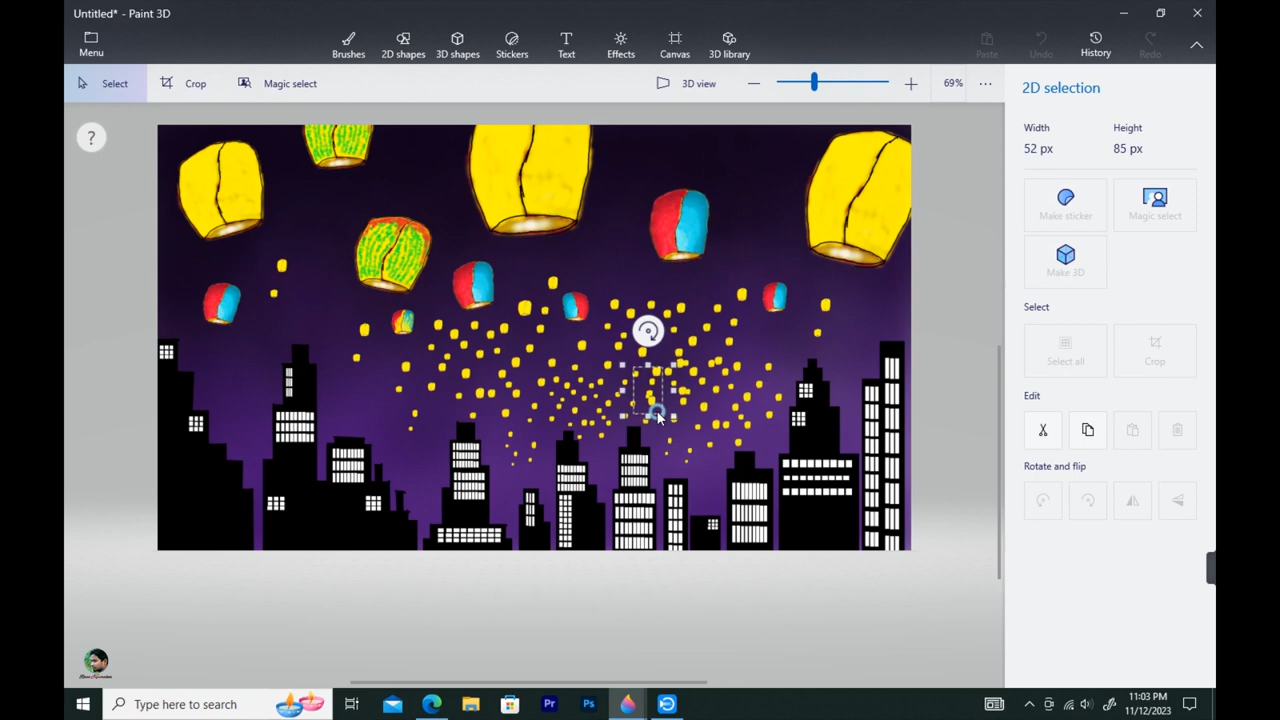 Untitled* - Paint 3D
Menu
Brushes
2D shapes
3D shapes
Stickers
Text
Effects
Canvas
3D library
Paste
Undo
History
Redo
Select
Crop
Magic select
3D view
69%
2D selection
Width
Height
52 px
85 px
Make sticker
Magic select
Make 3D
Select
Select all
Crop
Edit
Rotate and flip
?
Type here to search
Pr
Ps
11:03 PM
11/12/2023